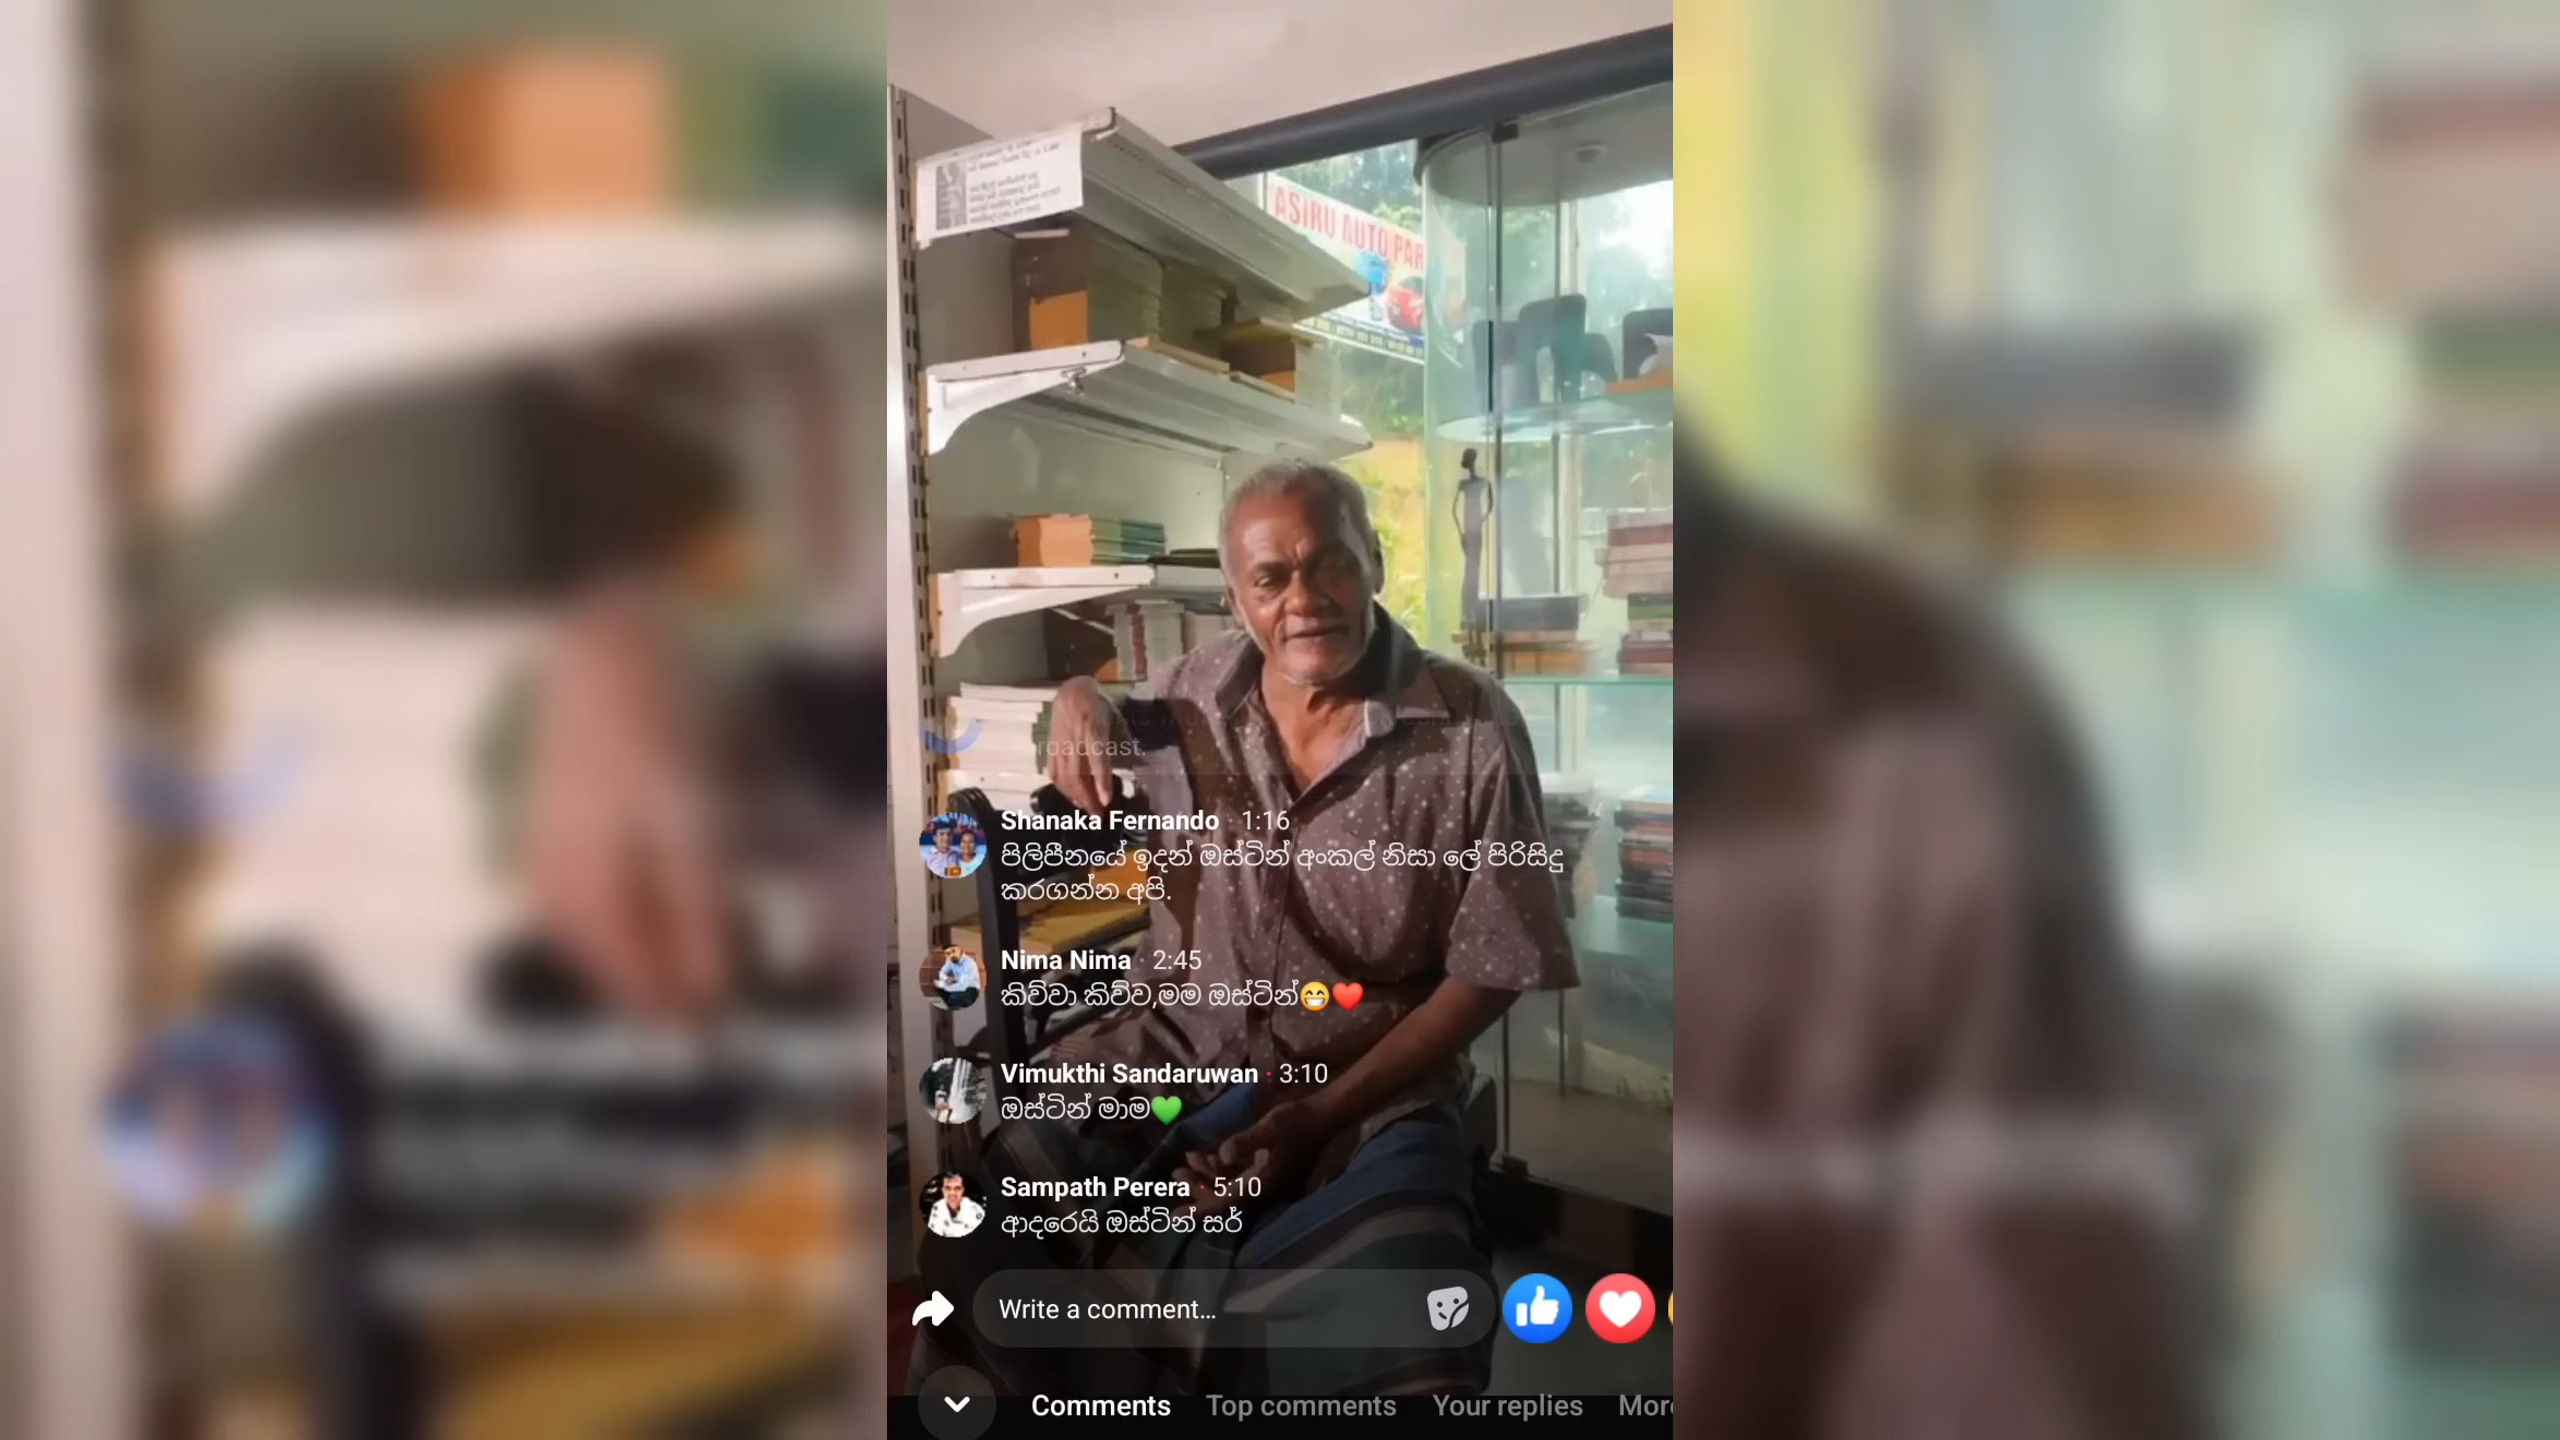 ASIRU AUTO PAR
roadcast.
Shanaka Fernando · 1:16
පිලිපීනයේ ඉදන් ඔස්ටින් අංකල් නිසා ලේ පිරිසිදු
කරගන්න අපි.
Nima Nima · 2:45
කිව්වා කිව්ව,මම ඔස්ටින්😁❤️
Vimukthi Sandaruwan · 3:10
ඔස්ටින් මාම💚
Sampath Perera · 5:10
ආදරෙයි ඔස්ටින් සර්
Write a comment...
Comments Top comments Your replies More